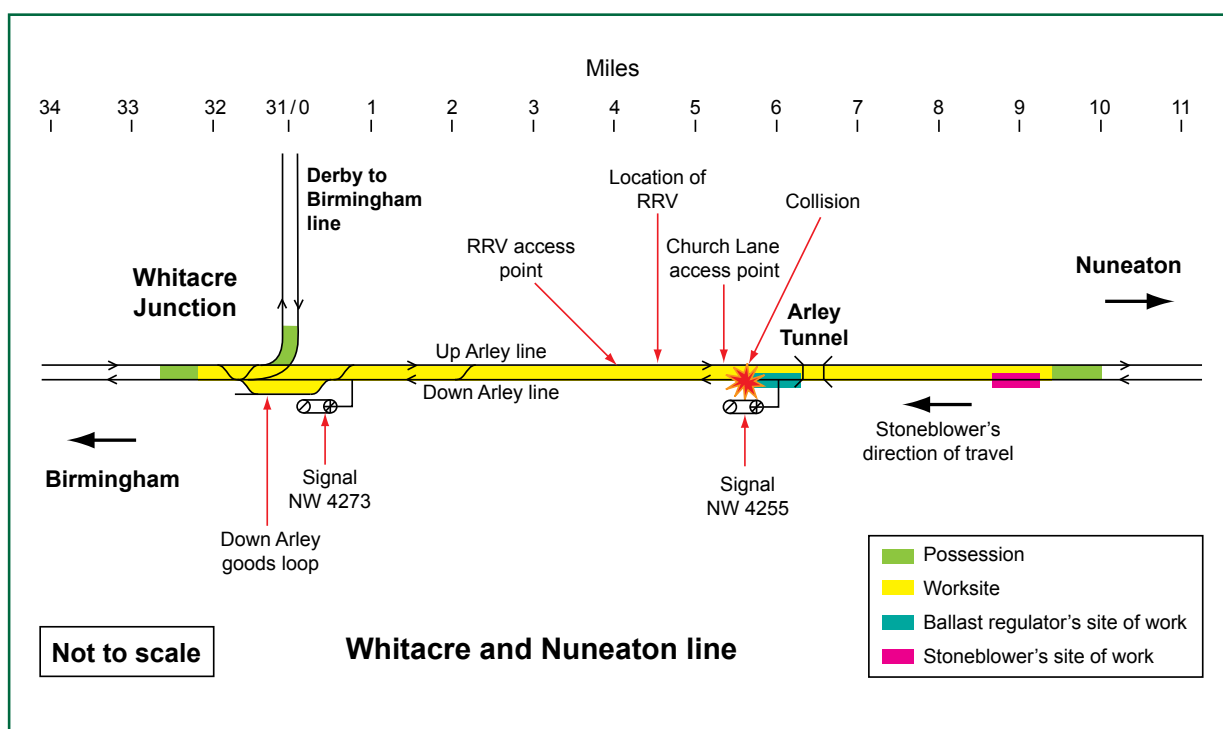 Miles
34 33 32 31/0 1 2 3 4 5 6 7 8 9 10 11
Derby to
Birmingham
line
Location of
RRV
Collision
RRV access
point
Church Lane
access point
Whitacre
Junction
Nuneaton
Arley
Tunnel
Up Arley line
Down Arley line
Birmingham
Signal
NW 4273
Signal
NW 4255
Stoneblower's
direction of travel
Down Arley
goods loop
Possession
Worksite
Ballast regulator's site of work
Stoneblower's site of work
Not to scale
Whitacre and Nuneaton line